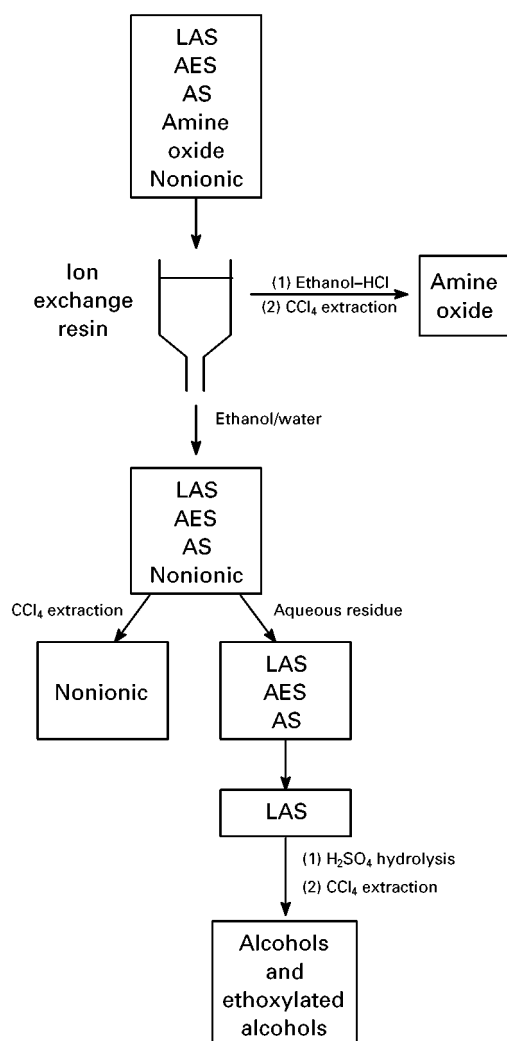 LAS
AES
AS
Amine
oxide
Nonionic
Ion
exchange
resin
(1) Ethanol–HCl
(2) CCl₄ extraction
Amine
oxide
Ethanol/water
LAS
AES
AS
Nonionic
CCl₄ extraction
Aqueous residue
Nonionic
LAS
AES
AS
LAS
(1) H₂SO₄ hydrolysis
(2) CCl₄ extraction
Alcohols
and
ethoxylated
alcohols